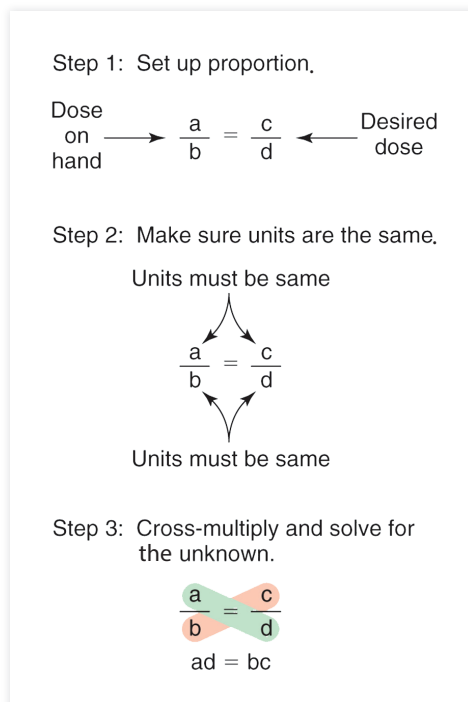 Step 1: Set up proportion.
Dose
on
hand
a
b
=
c
d
Desired
dose
Step 2: Make sure units are the same.
Units must be same
a
b
=
c
d
Units must be same
Step 3: Cross-multiply and solve for
the unknown.
a
b
=
c
d
ad = bc